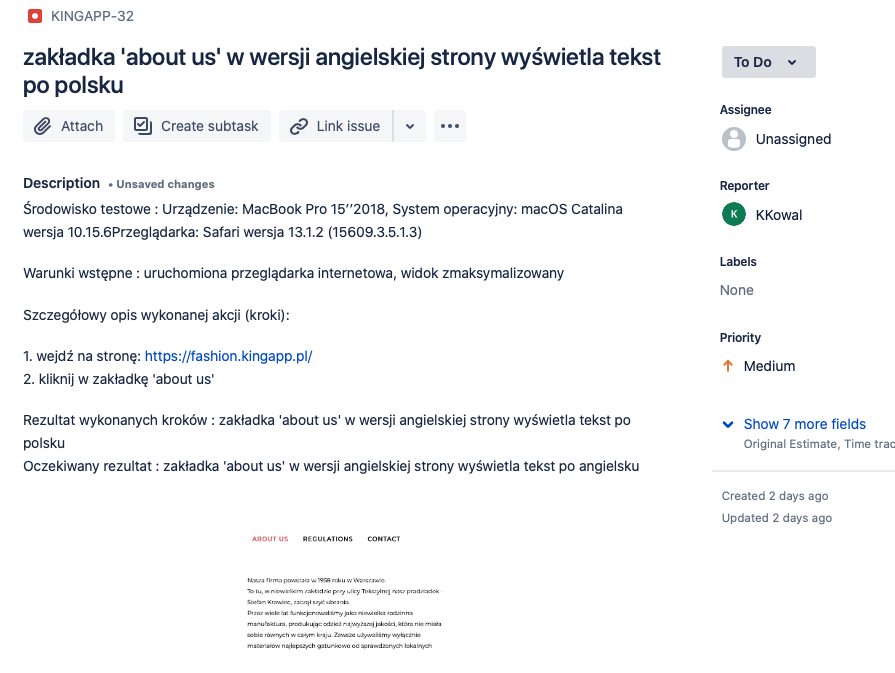 KINGAPP-32
zakładka 'about us' w wersji angielskiej strony wyświetla tekst
po polsku
Attach
Create subtask
Link issue
Description • Unsaved changes
Środowisko testowe : Urządzenie: MacBook Pro 15’’2018, System operacyjny: macOS Catalina
wersja 10.15.6Przeglądarka: Safari wersja 13.1.2 (15609.3.5.1.3)
Warunki wstępne : uruchomiona przeglądarka internetowa, widok zmaksymalizowany
Szczegółowy opis wykonanej akcji (kroki):
1. wejdź na stronę: https://fashion.kingapp.pl/
2. kliknij w zakładkę 'about us'
Rezultat wykonanych kroków : zakładka 'about us' w wersji angielskiej strony wyświetla tekst po
polsku
Oczekiwany rezultat : zakładka 'about us' w wersji angielskiej strony wyświetla tekst po angielsku
ABOUT US REGULATIONS CONTACT
Nasza firma powstała w 1959 roku w Warszawie.
To tu, w niewielkim zakładzie przy ulicy Tekstylnej nasz pradziadek -
Stefan Krawiec, zaczął szyć ubrania.
Przez wiele lat funkcjonowaliśmy jako niewielka rodzinna
manufaktura, produkując odzież najwyższej jakości, która nie miała
sobie równych w całym kraju. Zawsze używaliśmy wyłącznie
materiałów najlepszych gatunkowo od sprawdzonych lokalnych
To Do
Assignee
Unassigned
Reporter
K KKowal
Labels
None
Priority
Medium
Show 7 more fields
Original Estimate, Time trac
Created 2 days ago
Updated 2 days ago